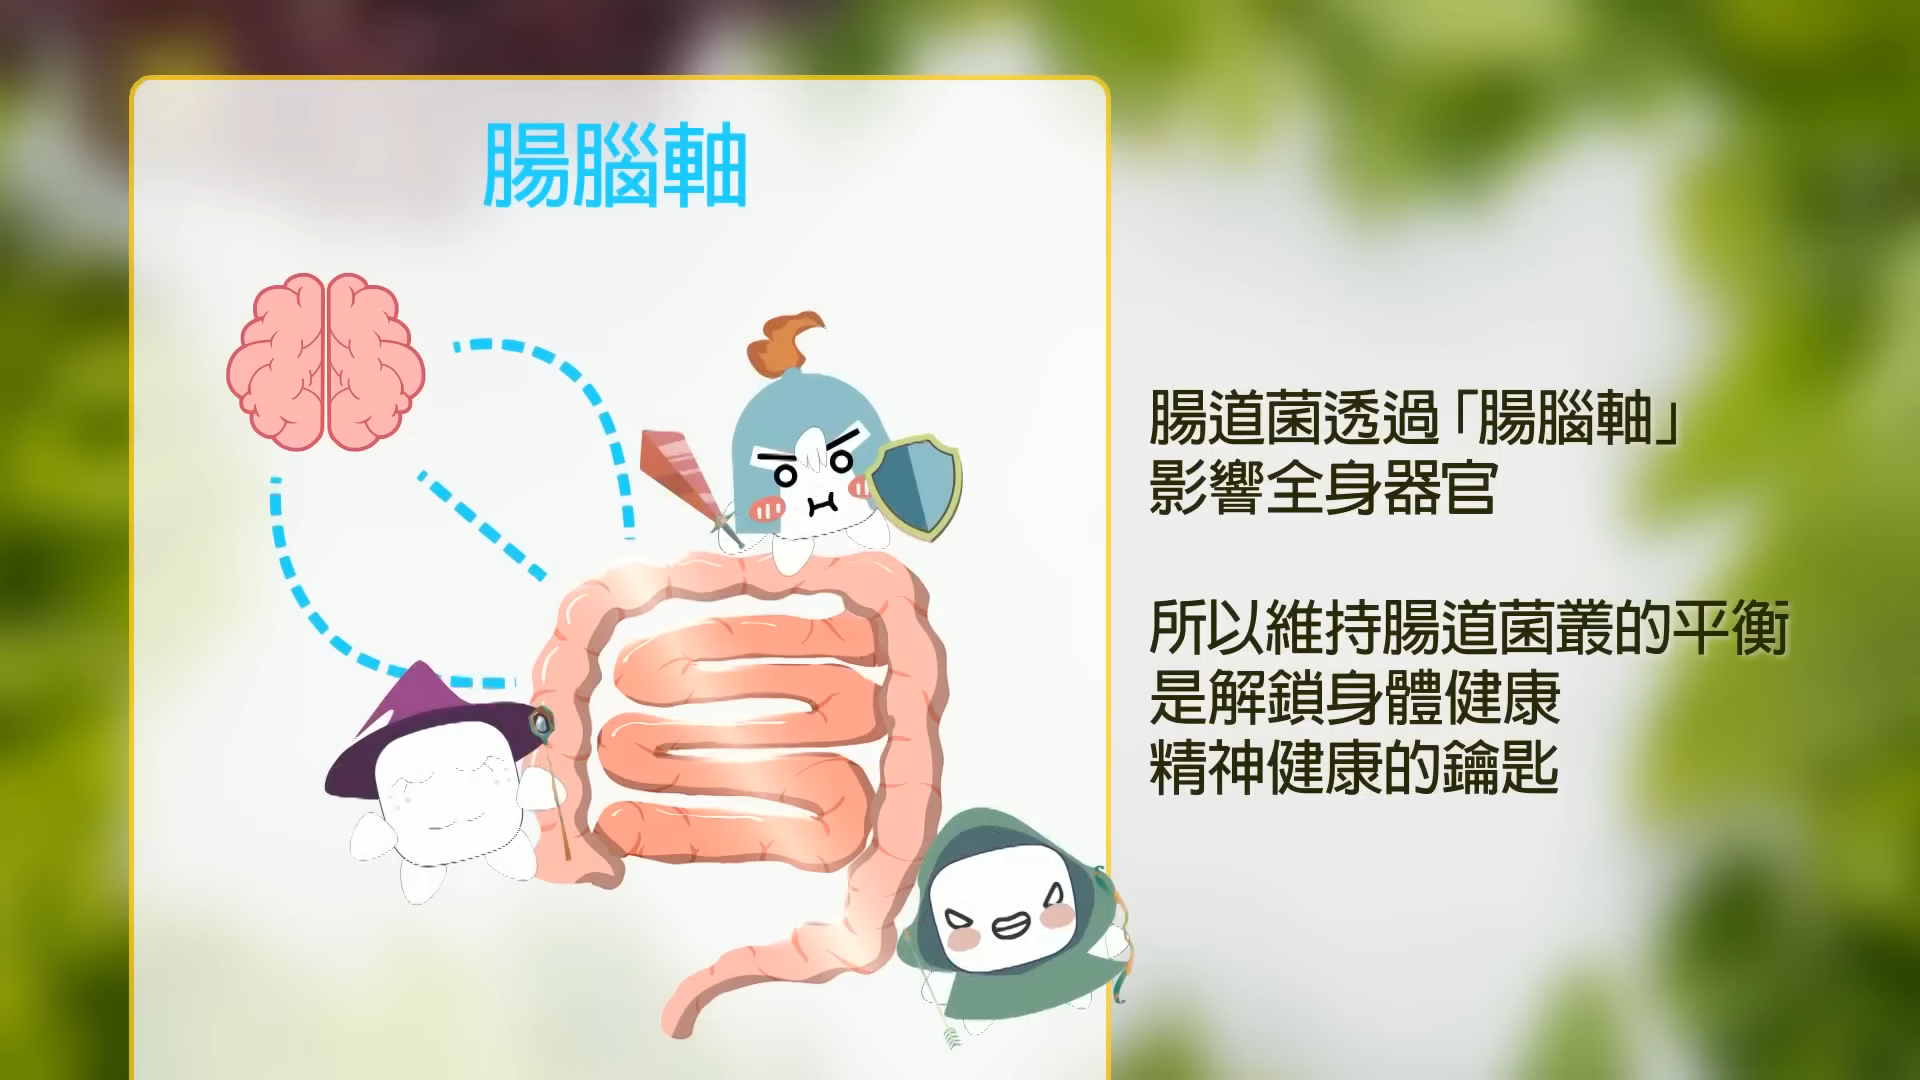 腸腦軸
腸道菌透過「腸腦軸」
影響全身器官
所以維持腸道菌叢的平衡
是解鎖身體健康
精神健康的鑰匙